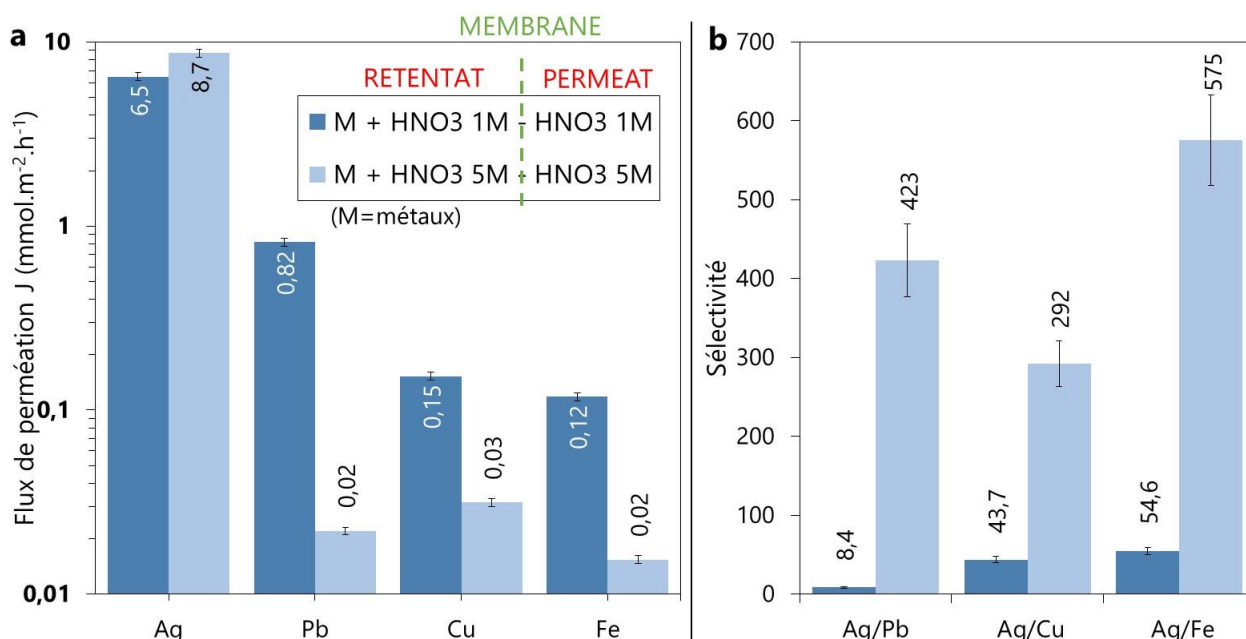 MEMBRANE
a
Flux de perméation J (mmol.m⁻².h⁻¹)
10
1
0,1
0,01
6,5
8,7
0,82
0,02
0,15
0,03
0,12
0,02
RETENTAT PERMEAT
M + HNO3 1M - HNO3 1M
M + HNO3 5M - HNO3 5M
(M=métaux)
Ag Pb Cu Fe
b
Sélectivité
700
600
500
400
300
200
100
0
8,4
423
43,7
292
54,6
575
Ag/Pb Ag/Cu Ag/Fe